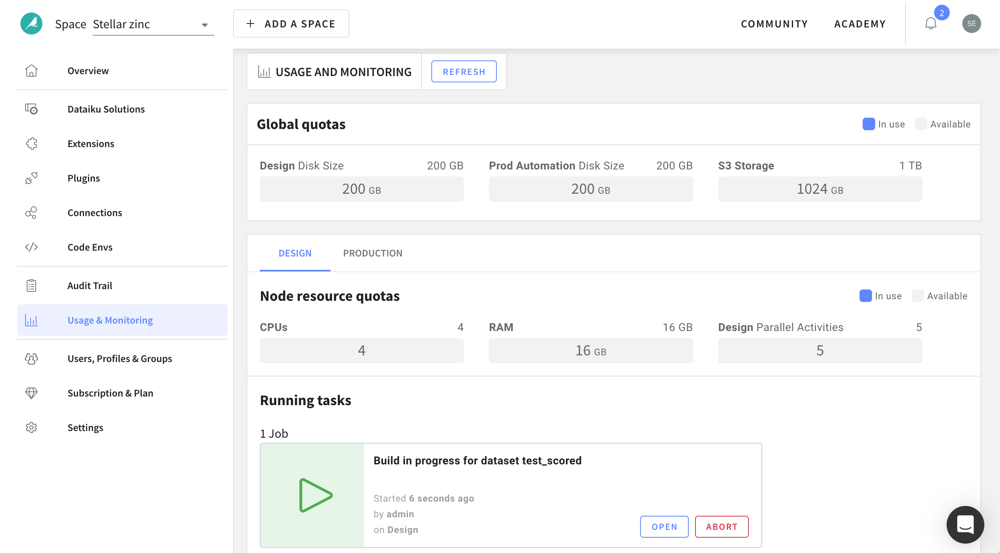 Space Stellar zinc
ADD A SPACE
COMMUNITY
ACADEMY
2
SE
Overview
Dataiku Solutions
Extensions
Plugins
Connections
Code Envs
Audit Trail
Usage & Monitoring
Users, Profiles & Groups
Subscription & Plan
Settings
USAGE AND MONITORING
REFRESH
Global quotas
In use
Available
Design Disk Size 200 GB
200 GB
Prod Automation Disk Size 200 GB
200 GB
S3 Storage 1 TB
1024 GB
DESIGN
PRODUCTION
Node resource quotas
In use
Available
CPUs 4
4
RAM 16 GB
16 GB
Design Parallel Activities 5
5
Running tasks
1 Job
Build in progress for dataset test_scored
Started 6 seconds ago
by admin
on Design
OPEN
ABORT